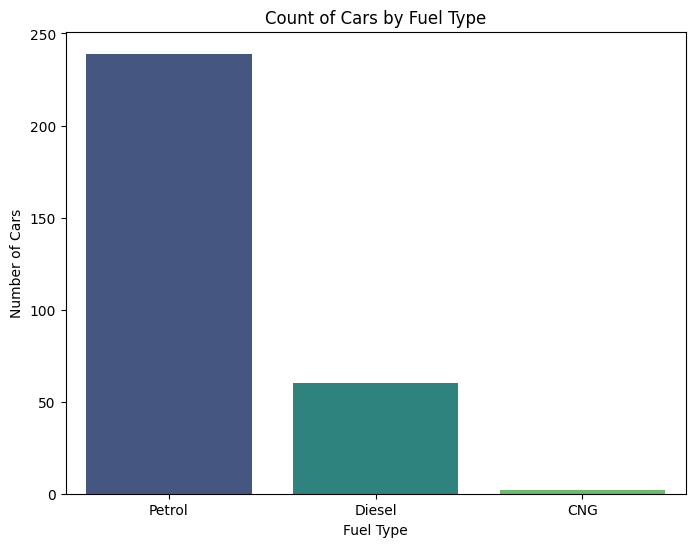 Count of Cars by Fuel Type
Number of Cars
250
200
150
100
50
0
Petrol Diesel CNG
Fuel Type